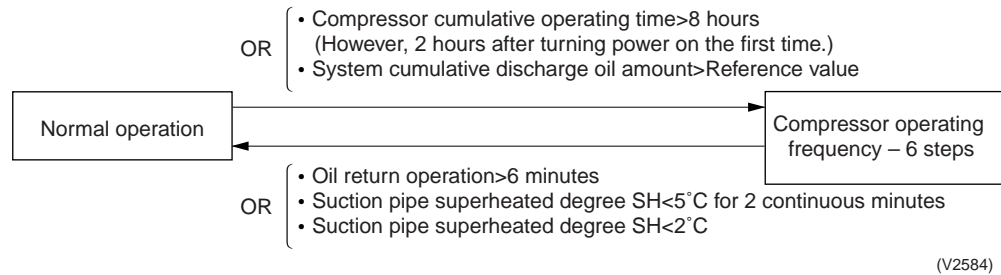 • Compressor cumulative operating time>8 hours
OR
(However, 2 hours after turning power on the first time.)
• System cumulative discharge oil amount>Reference value
Normal operation
Compressor operating
frequency – 6 steps
• Oil return operation>6 minutes
OR
• Suction pipe superheated degree SH<5˚C for 2 continuous minutes
• Suction pipe superheated degree SH<2˚C
(V2584)